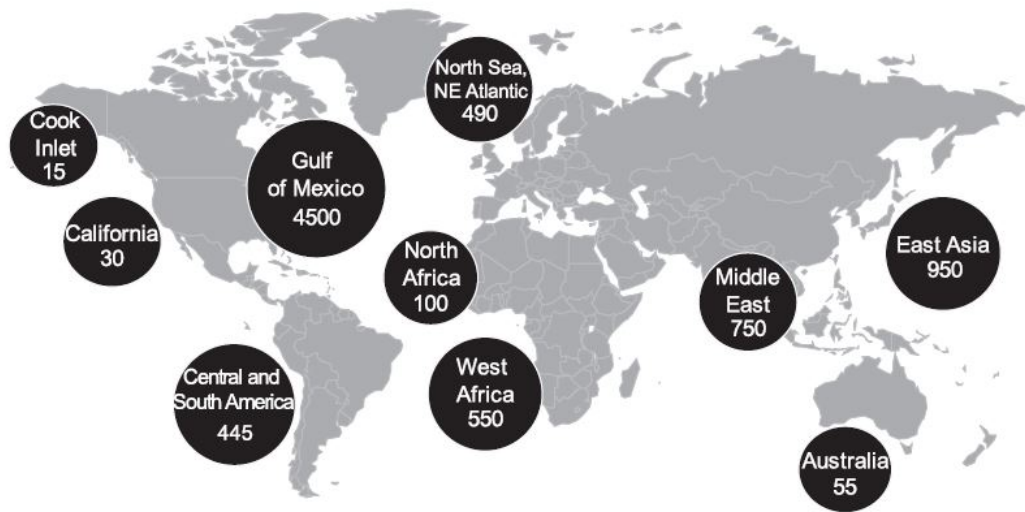 North Sea,
NE Atlantic
490
Cook
Inlet
15
Gulf
of Mexico
4500
California
30
North
Africa
100
East Asia
950
Middle
East
750
Central and
South America
445
West
Africa
550
Australia
55